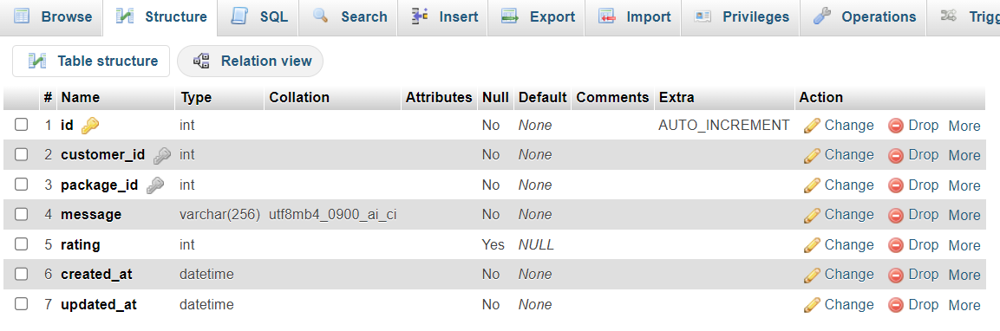 Browse Structure SQL Search Insert Export Import Privileges Operations Trigg
Table structure Relation view
# Name Type Collation Attributes Null Default Comments Extra Action
1 id int No None AUTO_INCREMENT Change Drop More
2 customer_id int No None Change Drop More
3 package_id int No None Change Drop More
4 message varchar(256) utf8mb4_0900_ai_ci No None Change Drop More
5 rating int Yes NULL Change Drop More
6 created_at datetime No None Change Drop More
7 updated_at datetime No None Change Drop More